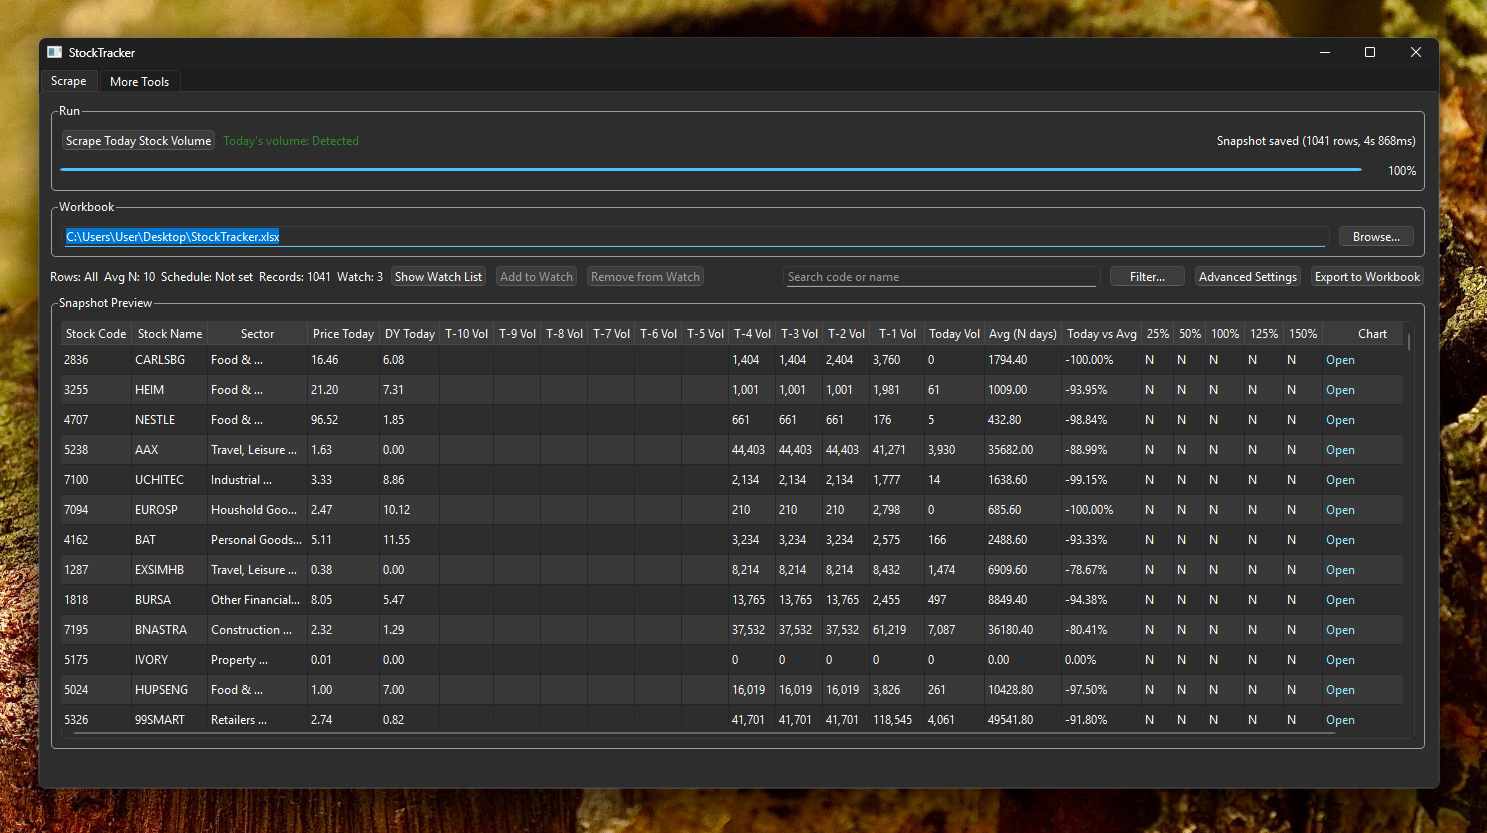 StockTracker
Scrape More Tools
Run
Scrape Today Stock Volume Today's volume: Detected Snapshot saved (1041 rows, 4s 868ms)
100%
Workbook
C:\Users\User\Desktop\StockTracker.xlsx Browse...
Rows: All Avg N: 10 Schedule: Not set Records: 1041 Watch: 3 Show Watch List Add to Watch Remove from Watch Search code or name Filter... Advanced Settings Export to Workbook
Snapshot Preview
Stock Code Stock Name Sector Price Today DY Today T-10 Vol T-9 Vol T-8 Vol T-7 Vol T-6 Vol T-5 Vol T-4 Vol T-3 Vol T-2 Vol T-1 Vol Today Vol Avg (N days) Today vs Avg 25% 50% 100% 125% 150% Chart
2836 CARLSBG Food & ... 16.46 6.08 1,404 1,404 2,404 3,760 0 1794.40 -100.00% N N N N N Open
3255 HEIM Food & ... 21.20 7.31 1,001 1,001 1,001 1,981 61 1009.00 -93.95% N N N N N Open
4707 NESTLE Food & ... 96.52 1.85 661 661 661 176 5 432.80 -98.84% N N N N N Open
5238 AAX Travel, Leisure ... 1.63 0.00 44,403 44,403 44,403 41,271 3,930 35682.00 -88.99% N N N N N Open
7100 UCHITEC Industrial ... 3.33 8.86 2,134 2,134 2,134 1,777 14 1638.60 -99.15% N N N N N Open
7094 EUROSP Houshold Goo... 2.47 10.12 210 210 210 2,798 0 685.60 -100.00% N N N N N Open
4162 BAT Personal Goods... 5.11 11.55 3,234 3,234 3,234 2,575 166 2488.60 -93.33% N N N N N Open
1287 EXSIMHB Travel, Leisure ... 0.38 0.00 8,214 8,214 8,214 8,432 1,474 6909.60 -78.67% N N N N N Open
1818 BURSA Other Financial... 8.05 5.47 13,765 13,765 13,765 2,455 497 8849.40 -94.38% N N N N N Open
7195 BNASTRA Construction ... 2.32 1.29 37,532 37,532 37,532 61,219 7,087 36180.40 -80.41% N N N N N Open
5175 IVORY Property ... 0.01 0.00 0 0 0 0 0 0.00 0.00% N N N N N Open
5024 HUPSENG Food & ... 1.00 7.00 16,019 16,019 16,019 3,826 261 10428.80 -97.50% N N N N N Open
5326 99SMART Retailers ... 2.74 0.82 41,701 41,701 41,701 118,545 4,061 49541.80 -91.80% N N N N N Open